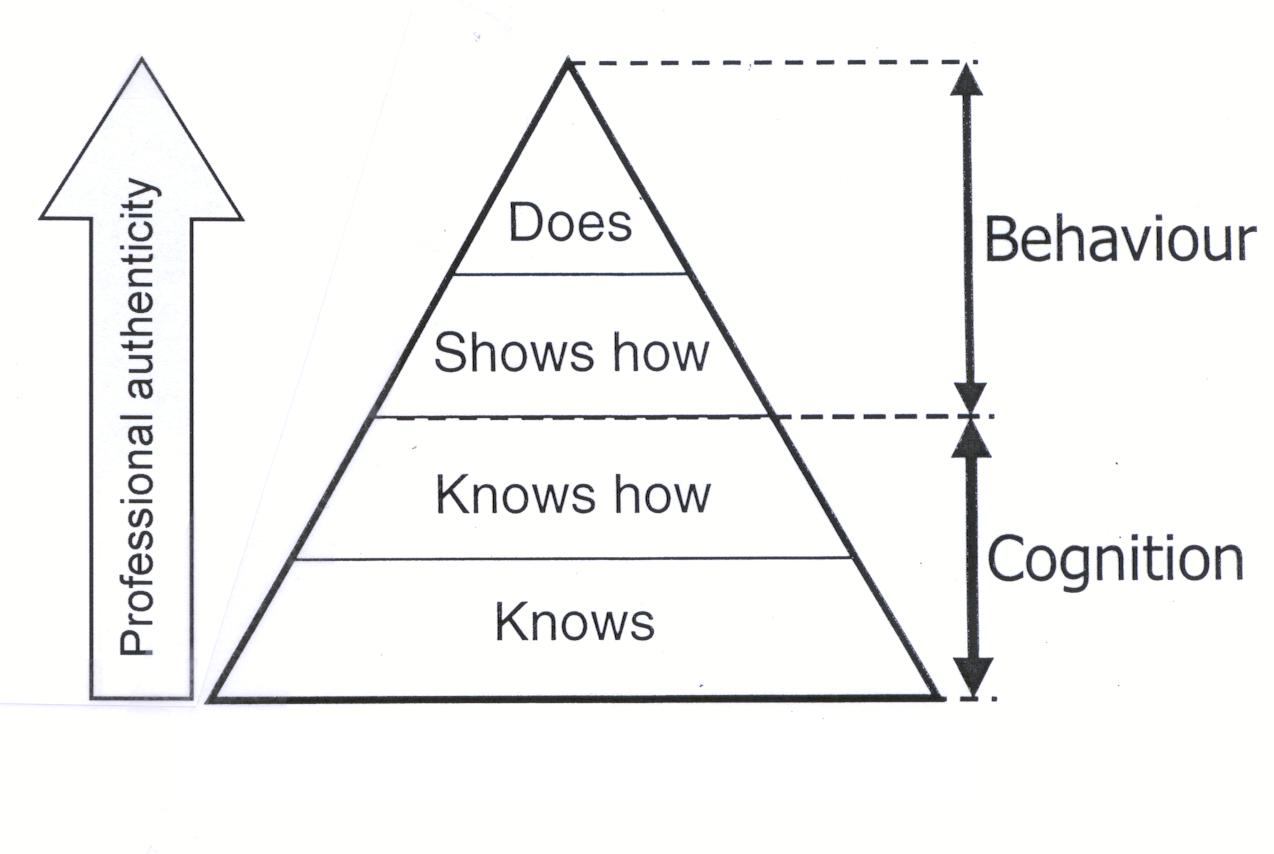 Professional authenticity
Does
Shows how
Knows how
Knows
Behaviour
Cognition